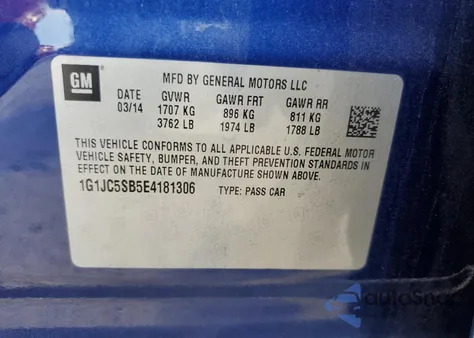 GM
MFD BY GENERAL MOTORS LLC
DATE GVWR GAWR FRT GAWR RR
03/14 1707 KG 896 KG 811 KG
3762 LB 1974 LB 1788 LB
THIS VEHICLE CONFORMS TO ALL APPLICABLE U.S. FEDERAL MOTOR
VEHICLE SAFETY, BUMPER, AND THEFT PREVENTION STANDARDS IN
EFFECT ON THE DATE OF MANUFACTURE SHOWN ABOVE.
1G1JC5SB5E4181306 TYPE: PASS CAR